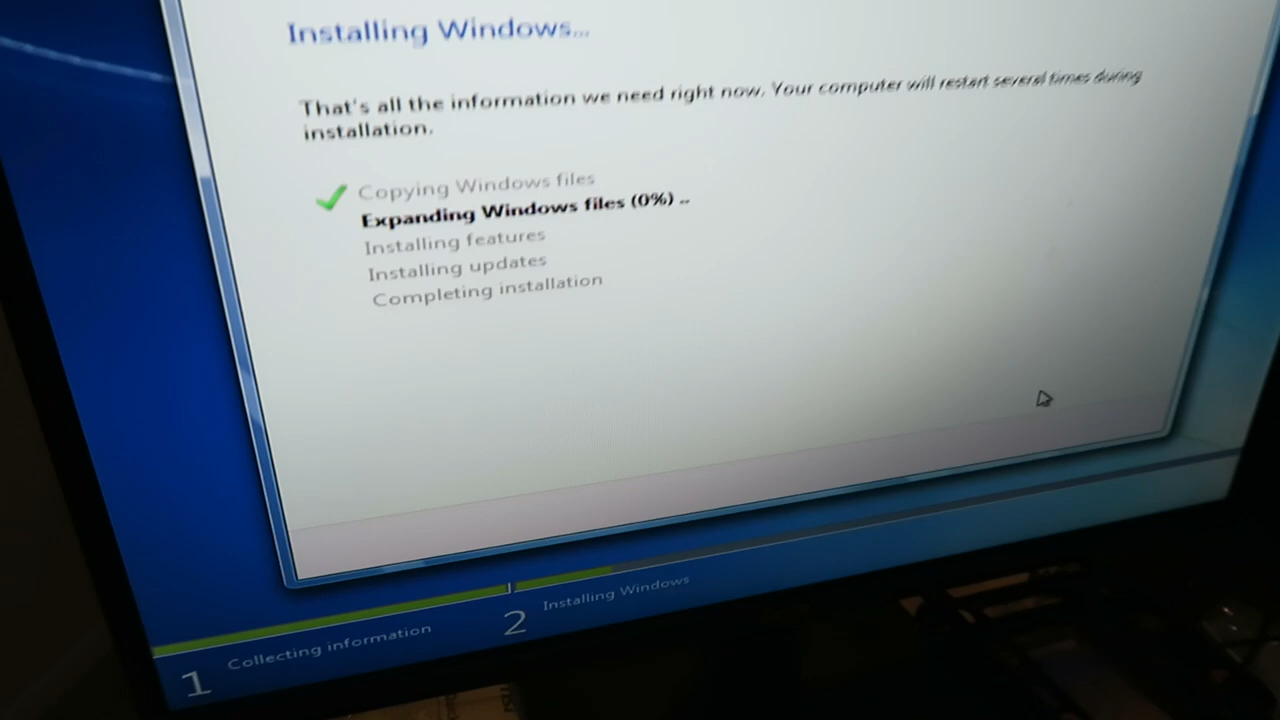 Installing Windows...
That's all the information we need right now. Your computer will restart several times during
installation.
Copying Windows files
Expanding Windows files (0%) ..
Installing features
Installing updates
Completing installation
1 Collecting information
2 Installing Windows